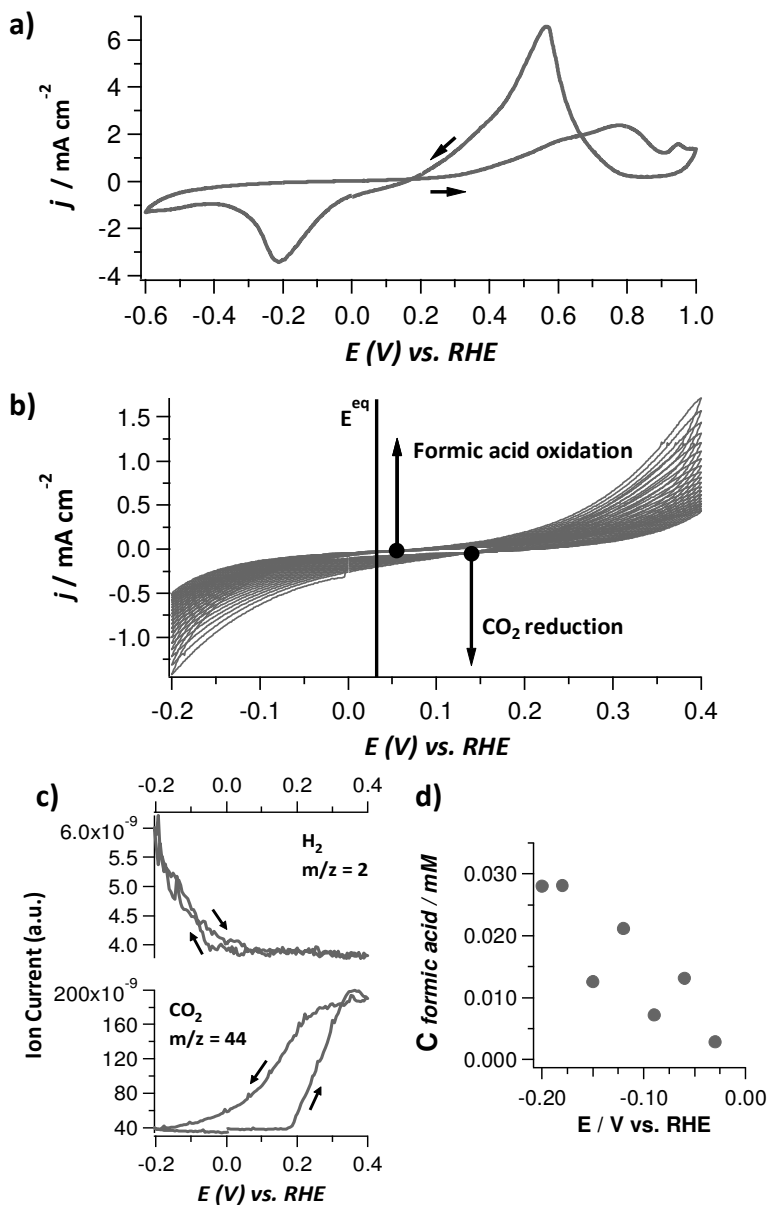 a)
6
4
2
0
-2
-4
j / mA cm⁻²
-0.6 -0.4 -0.2 0.0 0.2 0.4 0.6 0.8 1.0
E (V) vs. RHE
b)
1.5
1.0
0.5
0.0
-0.5
-1.0
j / mA cm⁻²
E^eq
Formic acid oxidation
CO₂ reduction
-0.2 -0.1 0.0 0.1 0.2 0.3 0.4
E (V) vs. RHE
c)
-0.2 0.0 0.2 0.4
6.0x10⁻⁹
5.5
5.0
4.5
4.0
H₂
m/z = 2
Ion Current (a.u.)
200x10⁻⁹
160
120
80
40
CO₂
m/z = 44
-0.2 0.0 0.2 0.4
E (V) vs. RHE
d)
0.030
0.020
0.010
0.000
C formic acid / mM
-0.20 -0.10 0.00
E / V vs. RHE